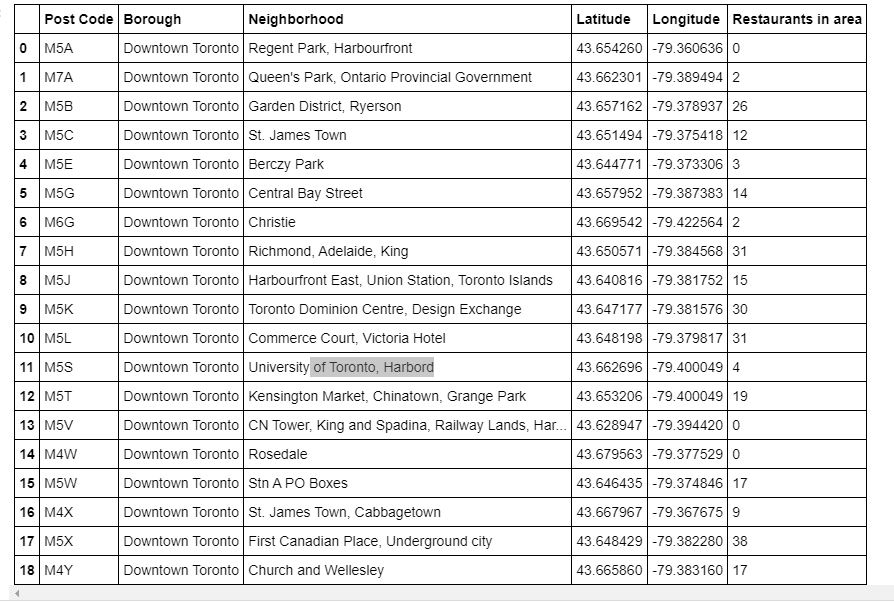 Post Code Borough Neighborhood Latitude Longitude Restaurants in area
0 M5A Downtown Toronto Regent Park, Harbourfront 43.654260 -79.360636 0
1 M7A Downtown Toronto Queen's Park, Ontario Provincial Government 43.662301 -79.389494 2
2 M5B Downtown Toronto Garden District, Ryerson 43.657162 -79.378937 26
3 M5C Downtown Toronto St. James Town 43.651494 -79.375418 12
4 M5E Downtown Toronto Berczy Park 43.644771 -79.373306 3
5 M5G Downtown Toronto Central Bay Street 43.657952 -79.387383 14
6 M6G Downtown Toronto Christie 43.669542 -79.422564 2
7 M5H Downtown Toronto Richmond, Adelaide, King 43.650571 -79.384568 31
8 M5J Downtown Toronto Harbourfront East, Union Station, Toronto Islands 43.640816 -79.381752 15
9 M5K Downtown Toronto Toronto Dominion Centre, Design Exchange 43.647177 -79.381576 30
10 M5L Downtown Toronto Commerce Court, Victoria Hotel 43.648198 -79.379817 31
11 M5S Downtown Toronto University of Toronto, Harbord 43.662696 -79.400049 4
12 M5T Downtown Toronto Kensington Market, Chinatown, Grange Park 43.653206 -79.400049 19
13 M5V Downtown Toronto CN Tower, King and Spadina, Railway Lands, Har... 43.628947 -79.394420 0
14 M4W Downtown Toronto Rosedale 43.679563 -79.377529 0
15 M5W Downtown Toronto Stn A PO Boxes 43.646435 -79.374846 17
16 M4X Downtown Toronto St. James Town, Cabbagetown 43.667967 -79.367675 9
17 M5X Downtown Toronto First Canadian Place, Underground city 43.648429 -79.382280 38
18 M4Y Downtown Toronto Church and Wellesley 43.665860 -79.383160 17